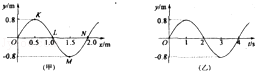 y/m
0.8
K
O
0.5
1.0
L
1.5
N
2.0
x/m
-0.8
M
(甲)
y/m
0.8
O
1
2
3
4
t/s
-0.8
(乙)